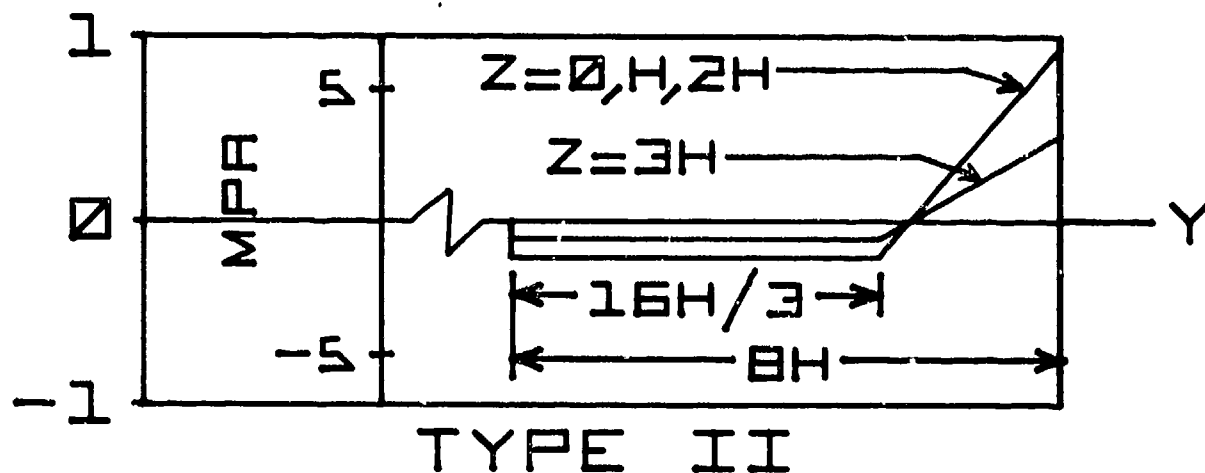 1
5
Z=0,H,2H
MPA
Z=3H
0
Y
16H/3
-5
8H
-1
TYPE II